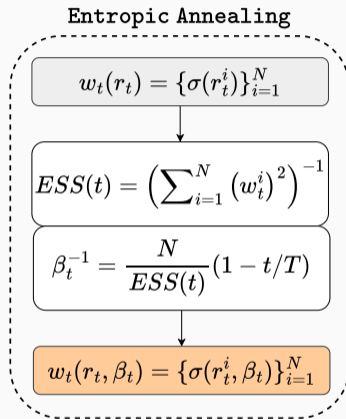 Entropic Annealing
w_t(r_t) = {σ(r_t^i)}_{i=1}^N
ESS(t) = (∑_{i=1}^N (w_t^i)^2)^{-1}
β_t^{-1} = \frac{N}{ESS(t)}(1 − t/T)
w_t(r_t, β_t) = {σ(r_t^i, β_t)}_{i=1}^N